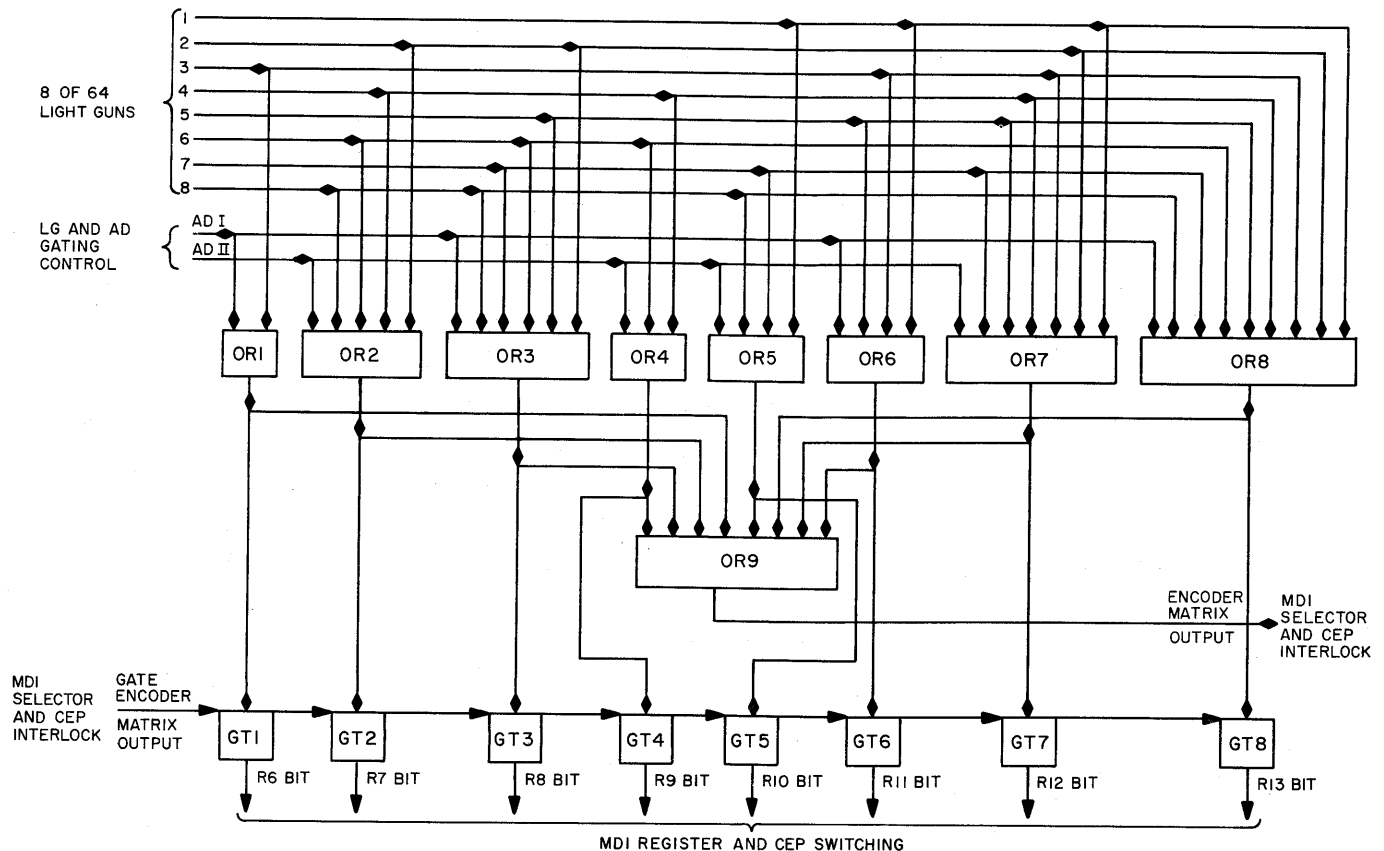 8 OF 64
LIGHT GUNS
1
2
3
4
5
6
7
8
LG AND AD
GATING
CONTROL
AD I
AD II
OR1
OR2
OR3
OR4
OR5
OR6
OR7
OR8
OR9
ENCODER
MATRIX
OUTPUT
MDI
SELECTOR
AND CEP
INTERLOCK
MDI
SELECTOR
AND CEP
INTERLOCK
GATE
ENCODER
MATRIX
OUTPUT
GT1
GT2
GT3
GT4
GT5
GT6
GT7
GT8
R6 BIT
R7 BIT
R8 BIT
R9 BIT
R10 BIT
R11 BIT
R12 BIT
R13 BIT
MDI REGISTER AND CEP SWITCHING